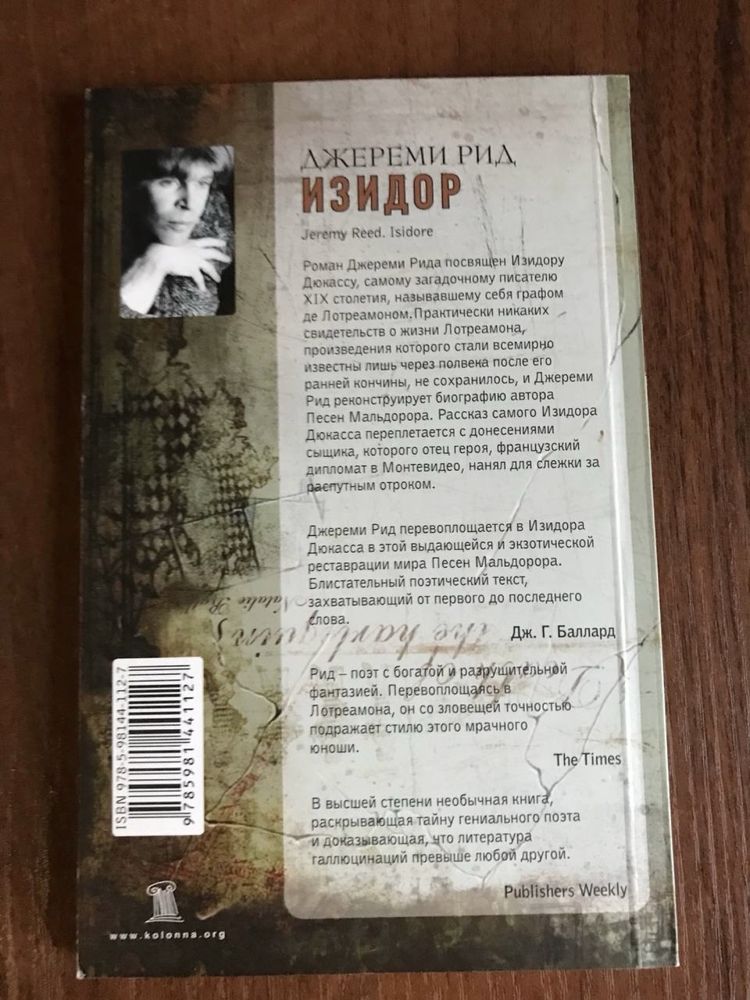 ДЖЕРЕМИ РИД
ИЗИДОР
Jeremy Reed. Isidore
Роман Джереми Рида посвящен Изидору
Дюкассу, самому загадочному писателю
XIX столетия, называвшему себя графом
де Лотреамоном.Практически никаких
свидетельств о жизни Лотреамона,
произведения которого стали всемирно
известны лишь через полвека после его
ранней кончины, не сохранилось, и Джереми
Рид реконструирует биографию автора
Песен Мальдорора. Рассказ самого Изидора
Дюкасса переплетается с донесениями
сыщика, которого отец героя, французский
дипломат в Монтевидео, нанял для слежки за
распутным отроком.
Джереми Рид перевоплощается в Изидора
Дюкасса в этой выдающейся и экзотической
реставрации мира Песен Мальдорора.
Блистательный поэтический текст,
захватывающий от первого до последнего
слова.
Дж. Г. Баллард
Рид – поэт с богатой и разрушительной
фантазией. Перевоплощаясь в
Лотреамона, он со зловещей точностью
подражает стилю этого мрачного
юноши.
The Times
В высшей степени необычная книга,
раскрывающая тайну гениального поэта
и доказывающая, что литература
галлюцинаций превыше любой другой.
Publishers Weekly
ISBN 978-5-98144-112-7
9 785981 441127
www.kolonna.org
the harlequin
Natalie